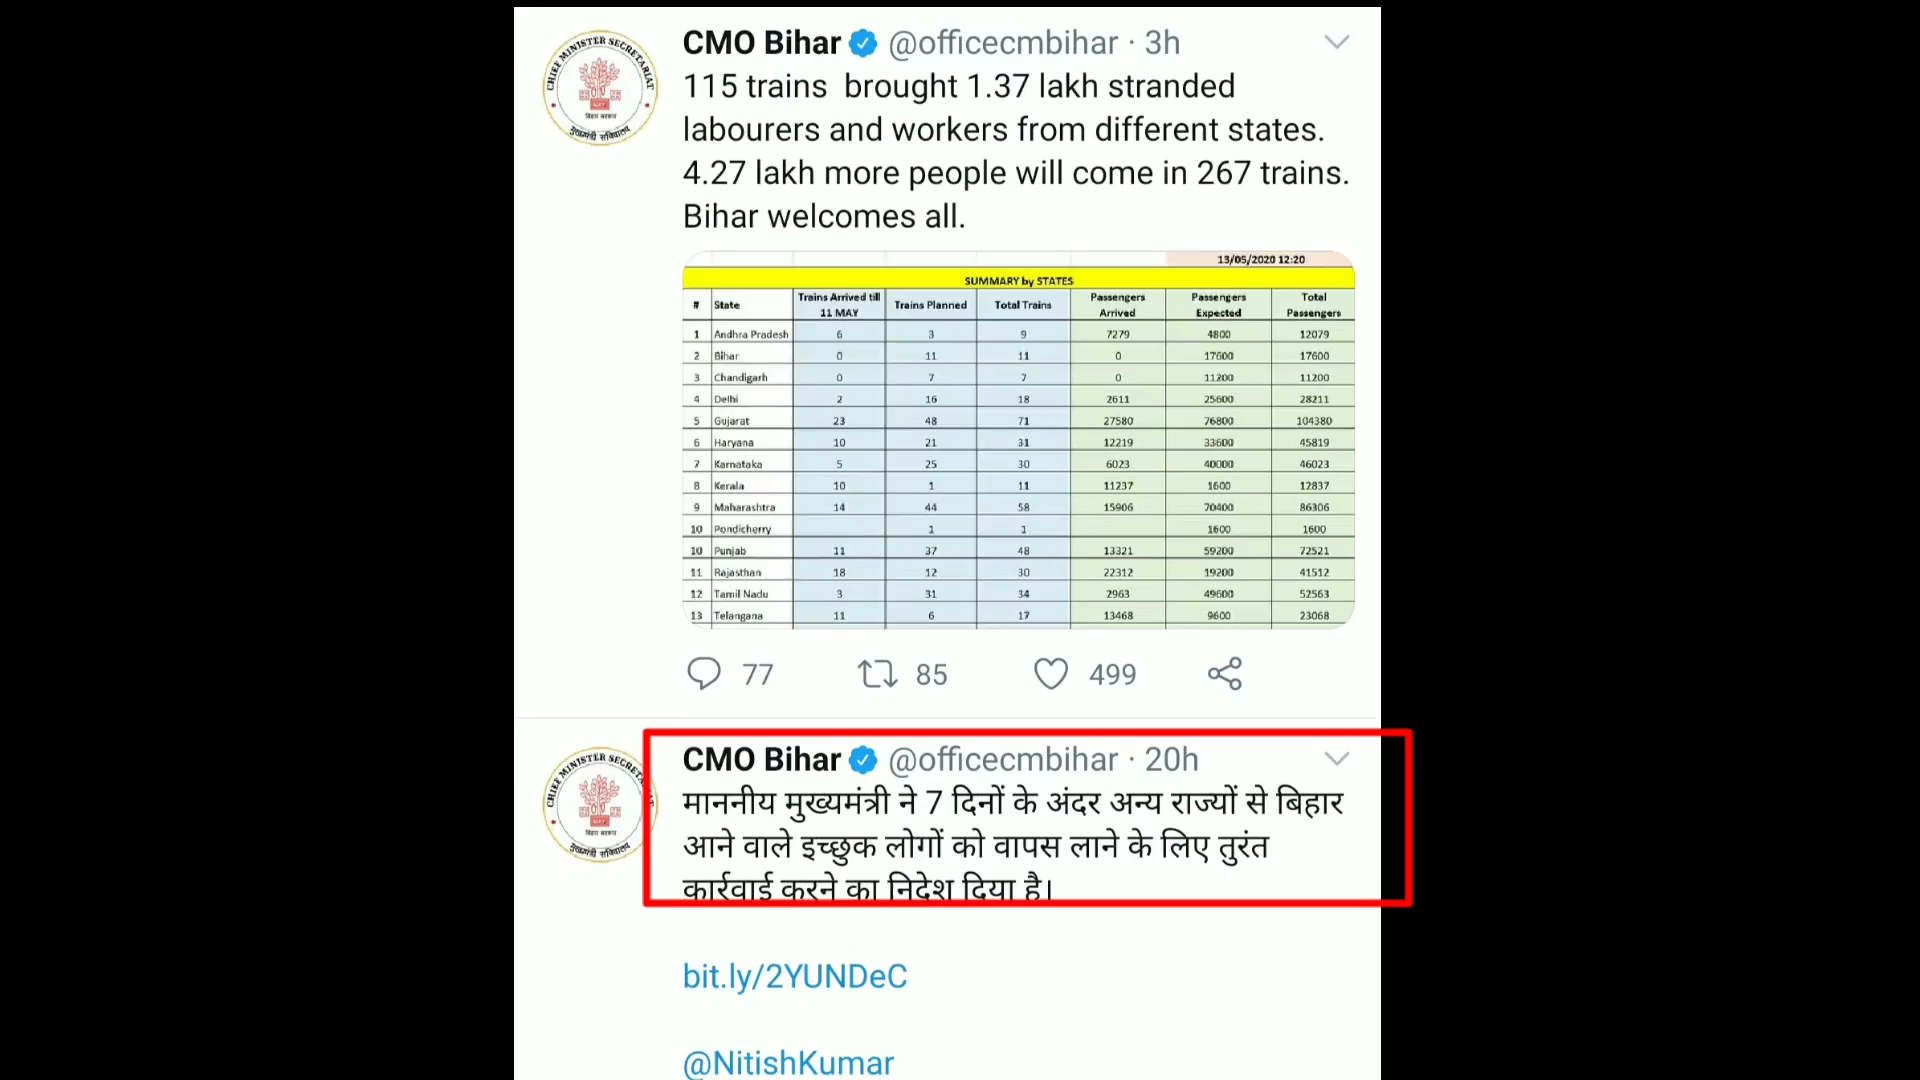 CMO Bihar @officecmbihar · 3h
115 trains brought 1.37 lakh stranded
labourers and workers from different states.
4.27 lakh more people will come in 267 trains.
Bihar welcomes all.
CHIEF MINISTER SECRETARIAT
बिहार सरकार
मुख्यमंत्री सचिवालय
13/05/2020 12:20
SUMMARY by STATES
# State Trains Arrived till 11 MAY Trains Planned Total Trains Passengers Arrived Passengers Expected Total Passengers
1 Andhra Pradesh 6 3 9 7279 4800 12079
2 Bihar 0 11 11 0 17600 17600
3 Chandigarh 0 7 7 0 11200 11200
4 Delhi 2 16 18 2611 25600 28211
5 Gujarat 23 48 71 27580 76800 104380
6 Haryana 10 21 31 12219 33600 45819
7 Karnataka 5 25 30 6023 40000 46023
8 Kerala 10 1 11 11237 1600 12837
9 Maharashtra 14 44 58 15906 70400 86306
10 Pondicherry 1 1 1600 1600
10 Punjab 11 37 48 13321 59200 72521
11 Rajasthan 18 12 30 22312 19200 41512
12 Tamil Nadu 3 31 34 2963 49600 52563
13 Telangana 11 6 17 13468 9600 23068
77 85 499
CMO Bihar @officecmbihar · 20h
माननीय मुख्यमंत्री ने 7 दिनों के अंदर अन्य राज्यों से बिहार
आने वाले इच्छुक लोगों को वापस लाने के लिए तुरंत
कार्रवाई करने का निदेश दिया है।
bit.ly/2YUNDeC
@NitishKumar